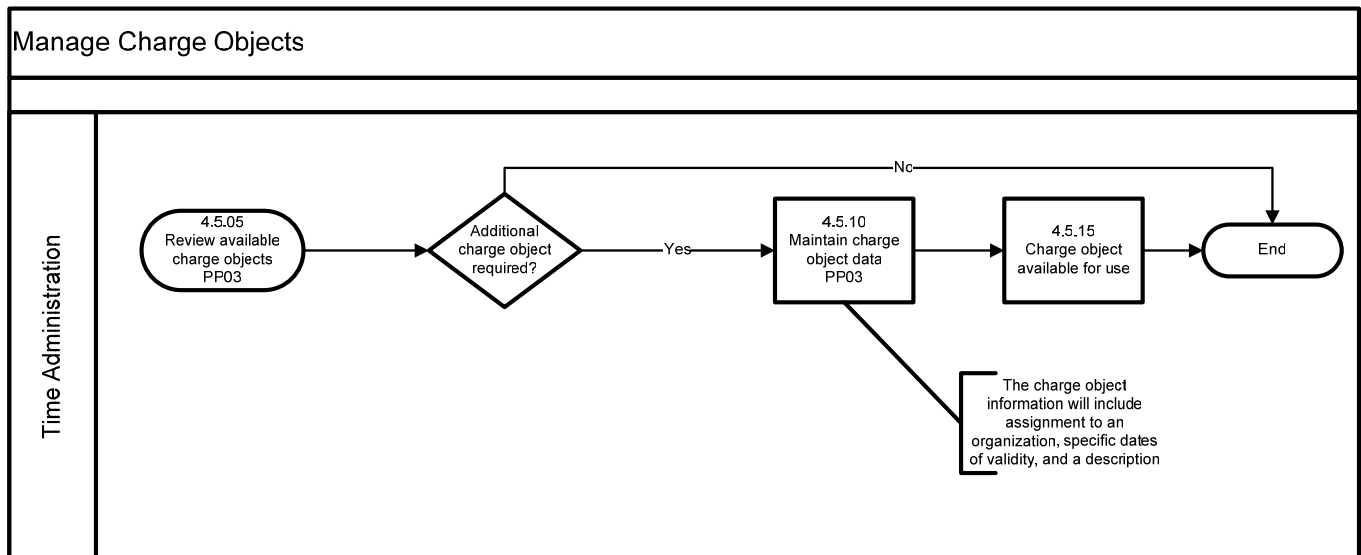 Manage Charge Objects
Time Administration
No
4.5.05
Review available
charge objects
PP03
Additional
charge object
required?
Yes
4.5.10
Maintain charge
object data
PP03
4.5.15
Charge object
available for use
End
The charge object
information will include
assignment to an
organization, specific dates
of validity, and a description